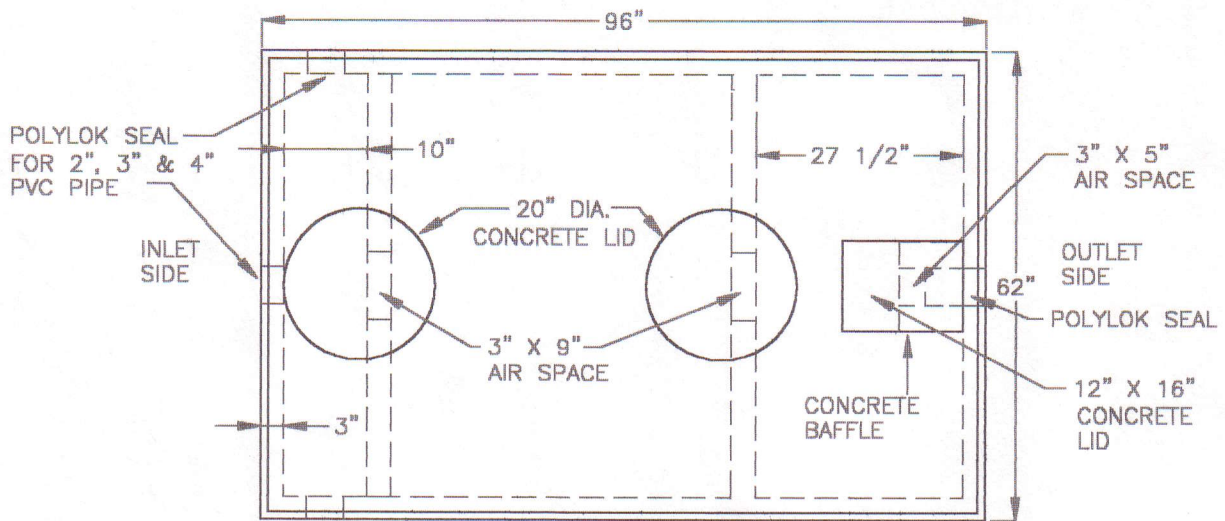 96"
POLYLOK SEAL
FOR 2", 3" & 4"
PVC PIPE
10"
27 1/2"
3" X 5"
AIR SPACE
20" DIA.
CONCRETE LID
INLET
SIDE
OUTLET
SIDE
62"
POLYLOK SEAL
3" X 9"
AIR SPACE
12" X 16"
CONCRETE
LID
CONCRETE
BAFFLE
3"